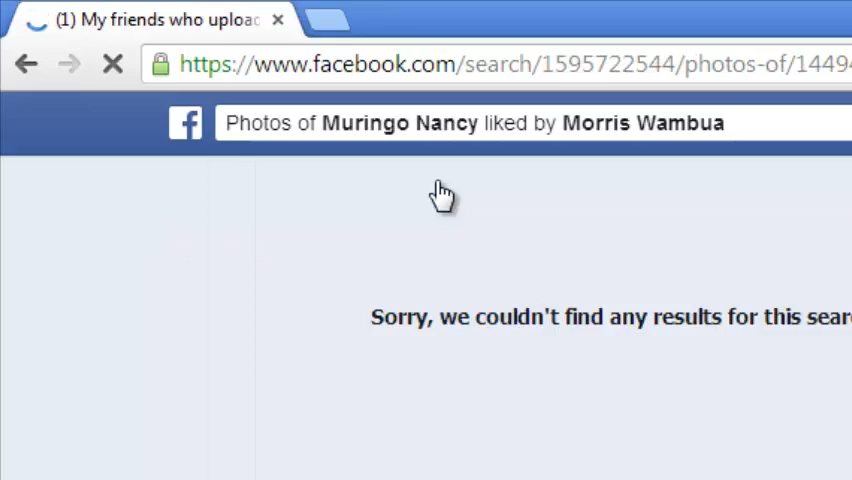 (1) My friends who upload
https://www.facebook.com/search/1595722544/photos-of/1449
Photos of Muringo Nancy liked by Morris Wambua
Sorry, we couldn't find any results for this sear